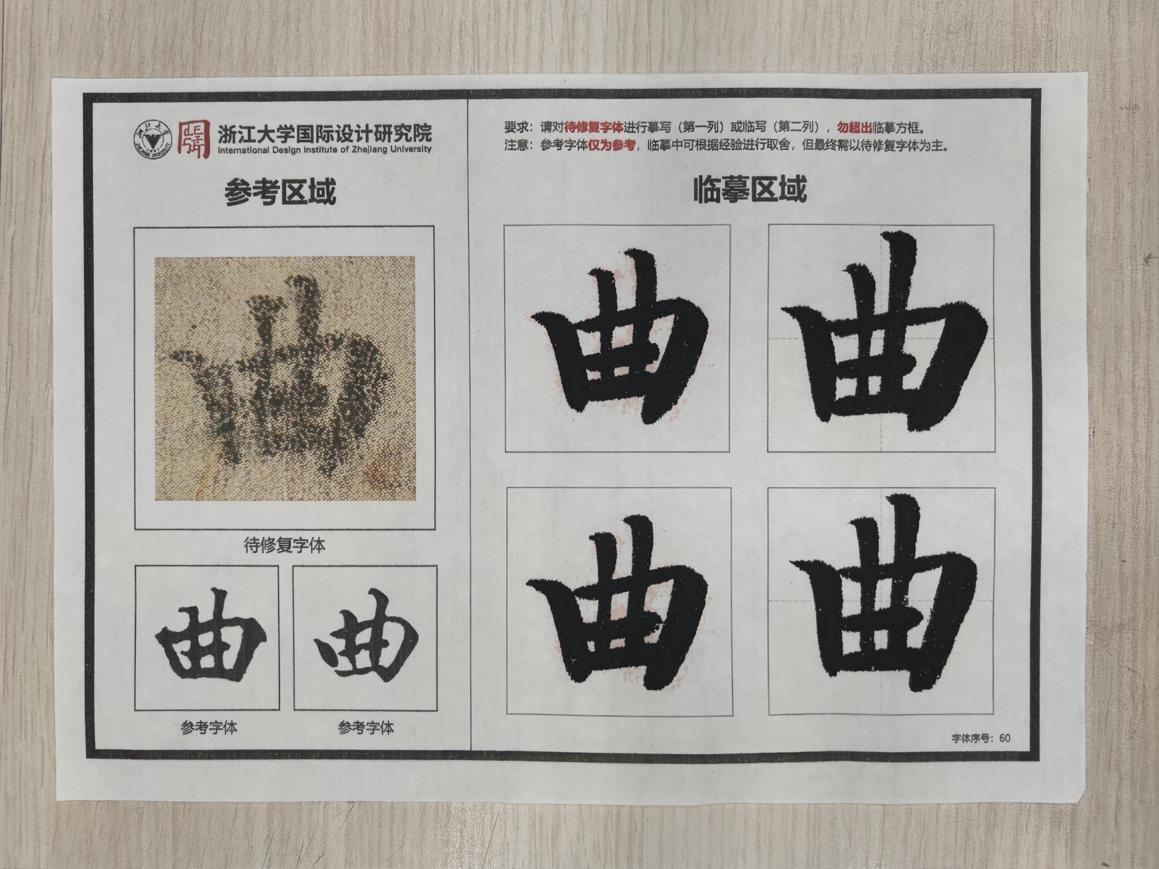 浙江大学国际设计研究院
International Design Institute of Zhejiang University
参考区域
曲
待修复字体
曲 曲
参考字体 参考字体
要求：请对待修复字体进行摹写（第一列）或临写（第二列），勿超出临摹方框。
注意：参考字体仅为参考，临摹中可根据经验进行取舍，但最终需以待修复字体为主。
临摹区域
曲 曲
曲 曲
字体序号：60